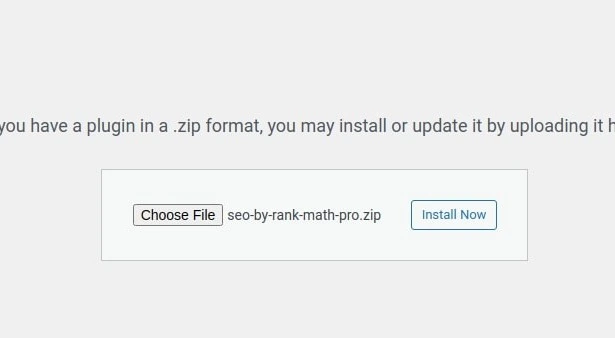 you have a plugin in a .zip format, you may install or update it by uploading it
Choose File seo-by-rank-math-pro.zip Install Now